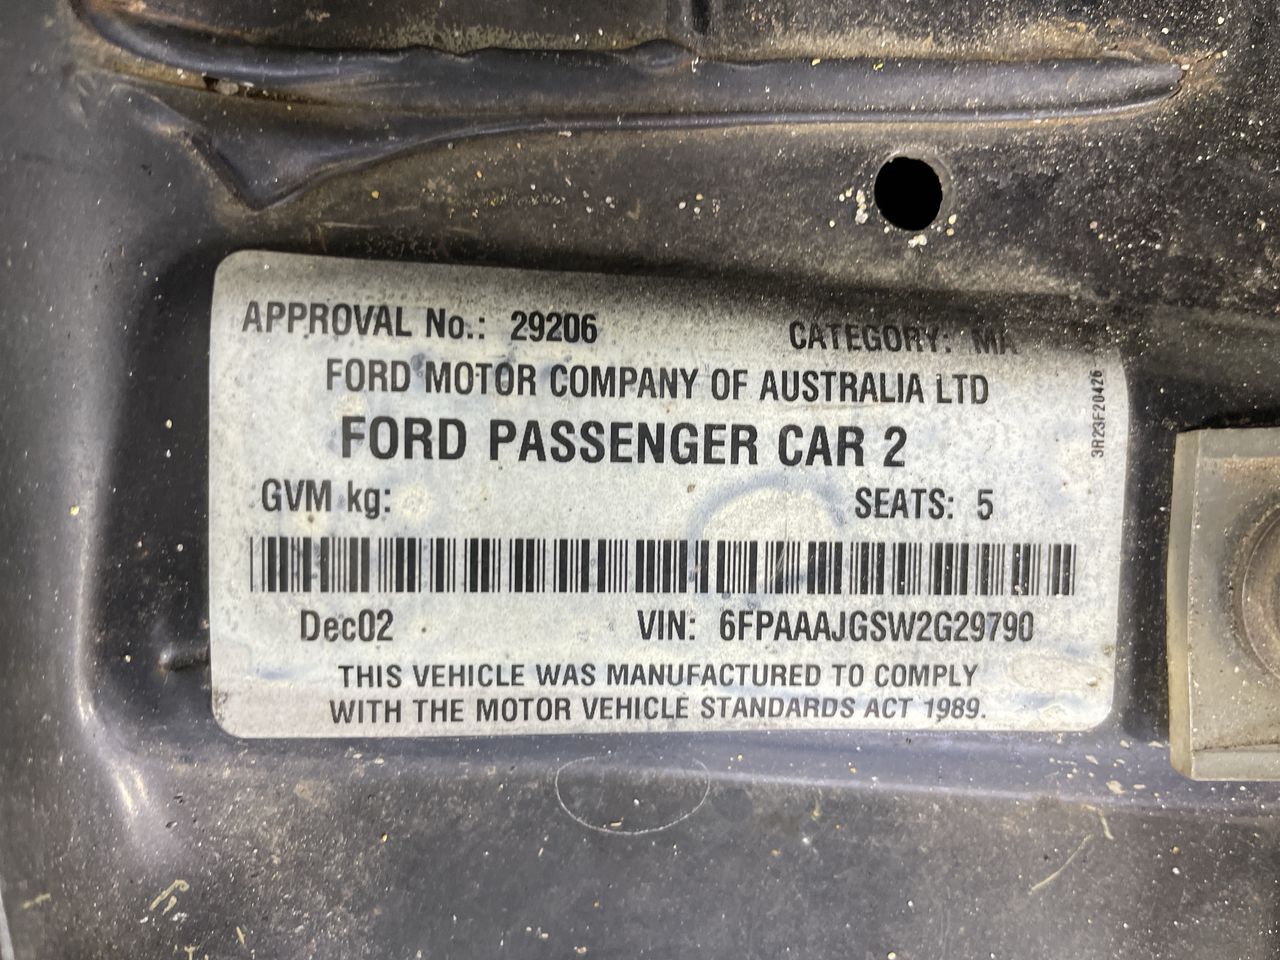 APPROVAL No.: 29206 CATEGORY: MA
FORD MOTOR COMPANY OF AUSTRALIA LTD
FORD PASSENGER CAR 2
GVM kg: SEATS: 5
Dec02 VIN: 6FPAAAJGSW2G29790
THIS VEHICLE WAS MANUFACTURED TO COMPLY
WITH THE MOTOR VEHICLE STANDARDS ACT 1989.
3R23F20426